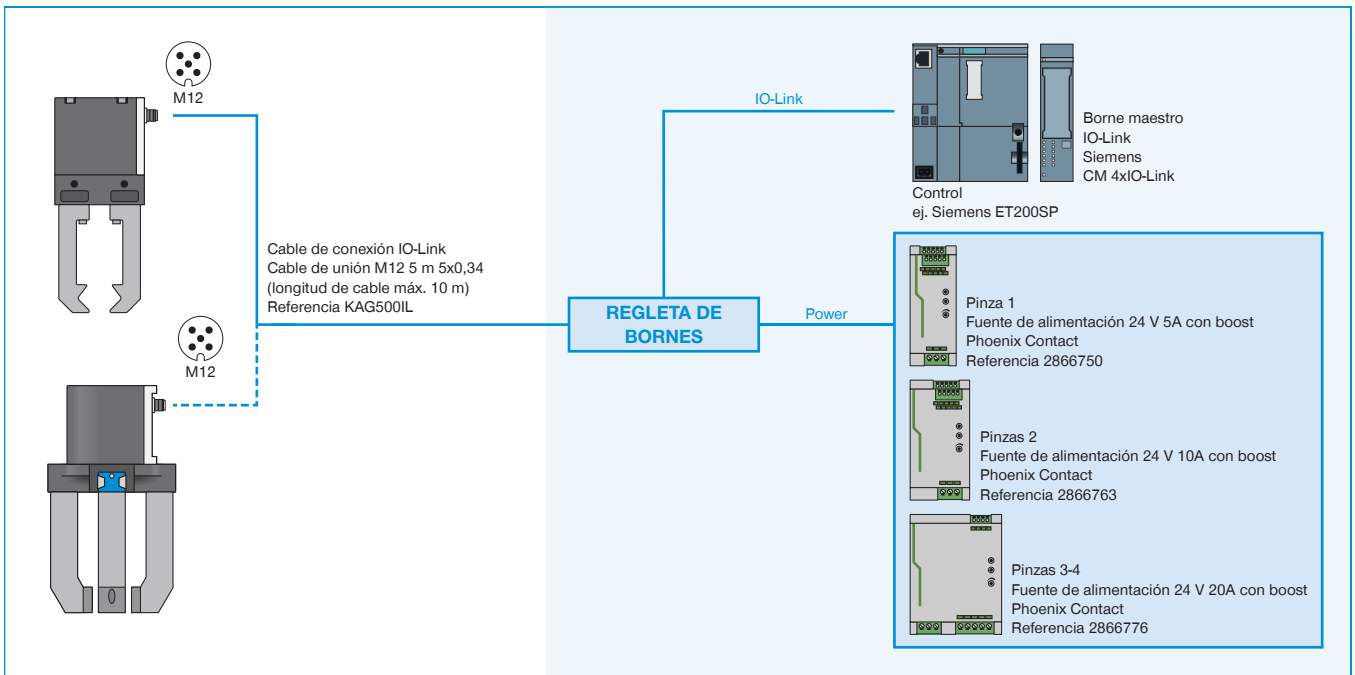 M12
M12
Cable de conexión IO-Link
Cable de unión M12 5 m 5x0,34
(longitud de cable máx. 10 m)
Referencia KAG500IL
REGLETA DE
BORNES
IO-Link
Power
Control
ej. Siemens ET200SP
Borne maestro
IO-Link
Siemens
CM 4xIO-Link
Pinza 1
Fuente de alimentación 24 V 5A con boost
Phoenix Contact
Referencia 2866750
Pinzas 2
Fuente de alimentación 24 V 10A con boost
Phoenix Contact
Referencia 2866763
Pinzas 3-4
Fuente de alimentación 24 V 20A con boost
Phoenix Contact
Referencia 2866776